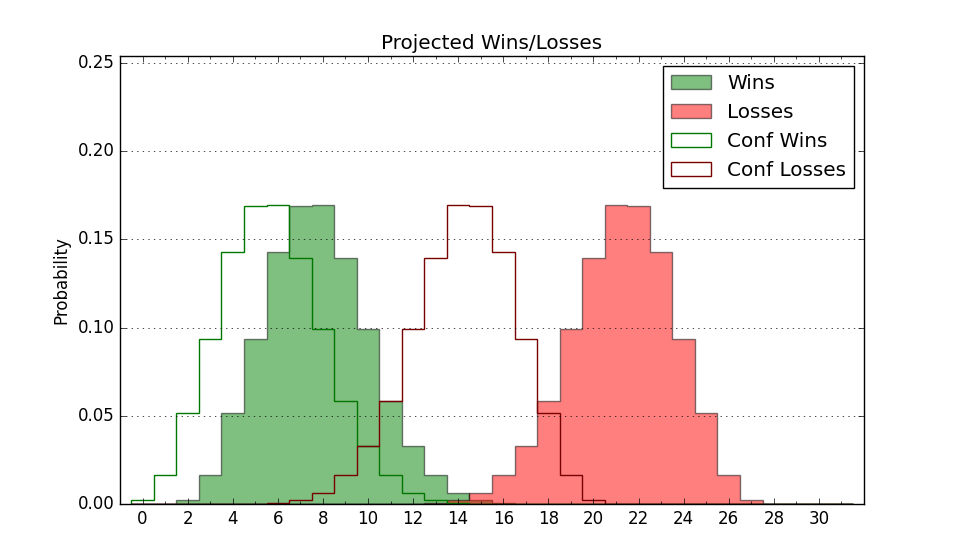 Projected Wins/Losses
0.25
0.20
0.15
0.10
0.05
0.00
Probability
Wins
Losses
Conf Wins
Conf Losses
0 2 4 6 8 10 12 14 16 18 20 22 24 26 28 30